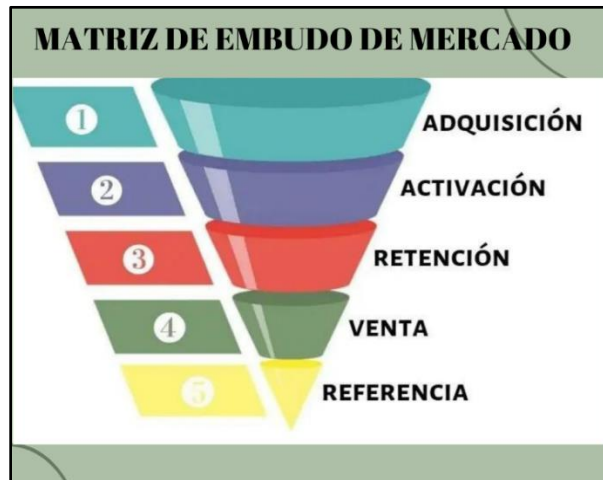 MATRIZ DE EMBUDO DE MERCADO
1 ADQUISICIÓN
2 ACTIVACIÓN
3 RETENCIÓN
4 VENTA
5 REFERENCIA